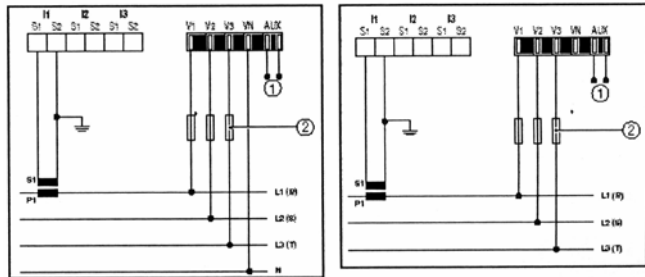 I1 I2 I3
S1 S2 S1 S2 S1 S2
V1 V2 V3 VN AUX
1
2
S1
P1
L1 (R)
L2 (S)
L3 (T)
N
I1 I2 I3
S1 S2 S1 S2 S1 S2
V1 V2 V3 VN AUX
1
2
S1
P1
L1 (R)
L2 (S)
L3 (T)